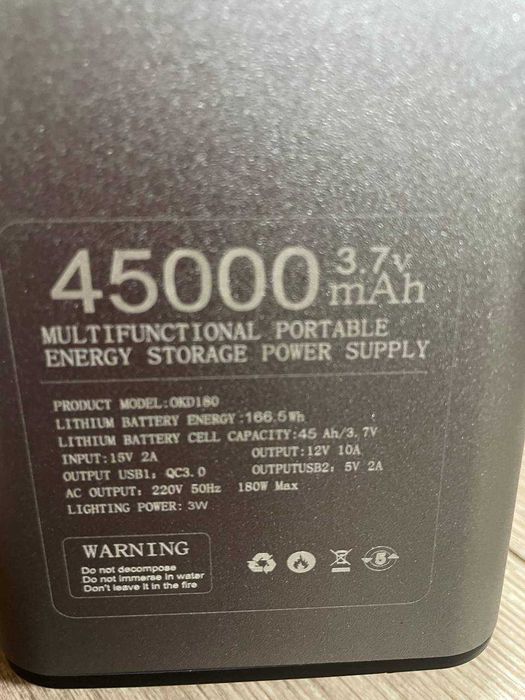 45000 3.7v mAh
MULTIFUNCTIONAL PORTABLE
ENERGY STORAGE POWER SUPPLY
PRODUCT MODEL:OKD180
LITHIUM BATTERY ENERGY:166.5Wh
LITHIUM BATTERY CELL CAPACITY:45 Ah/3.7V
INPUT:15V 2A OUTPUT:12V 10A
OUTPUT USB1: QC3.0 OUTPUTUSB2: 5V 2A
AC OUTPUT: 220V 50Hz 180W Max
LIGHTING POWER: 3W
WARNING
Do not decompose
Do not immerse in water
Don't leave it in the fire
5